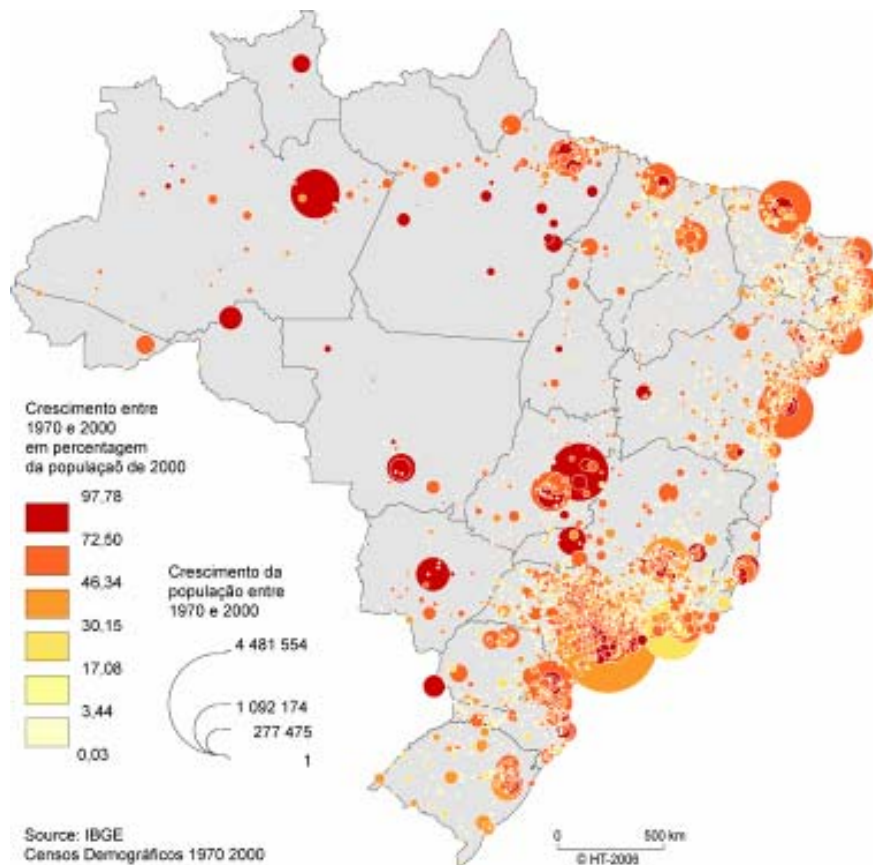 Crescimento entre
1970 e 2000
em percentagem
da populaçaõ de 2000
97,78
72,50
46,34
30,15
17,08
3,44
0,03
Crescimento da
população entre
1970 e 2000
4 481 554
1 092 174
277 475
1
Source: IBGE
Censos Demográficos 1970 2000
0 500 km
© HT-2006